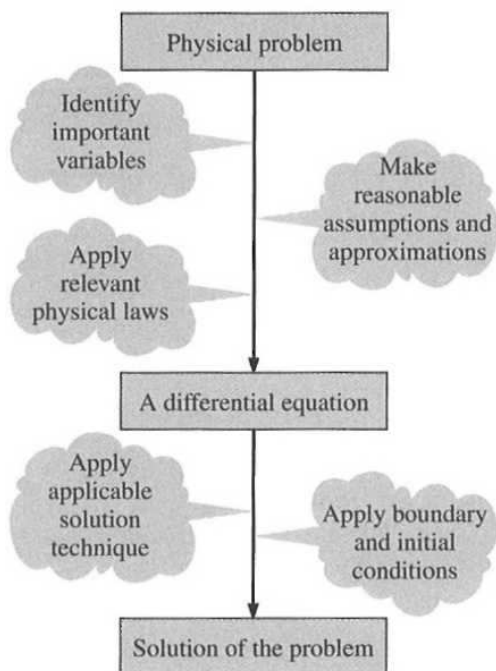 Physical problem
Identify
important
variables
Make
reasonable
assumptions and
approximations
Apply
relevant
physical laws
A differential equation
Apply
applicable
solution
technique
Apply boundary
and initial
conditions
Solution of the problem